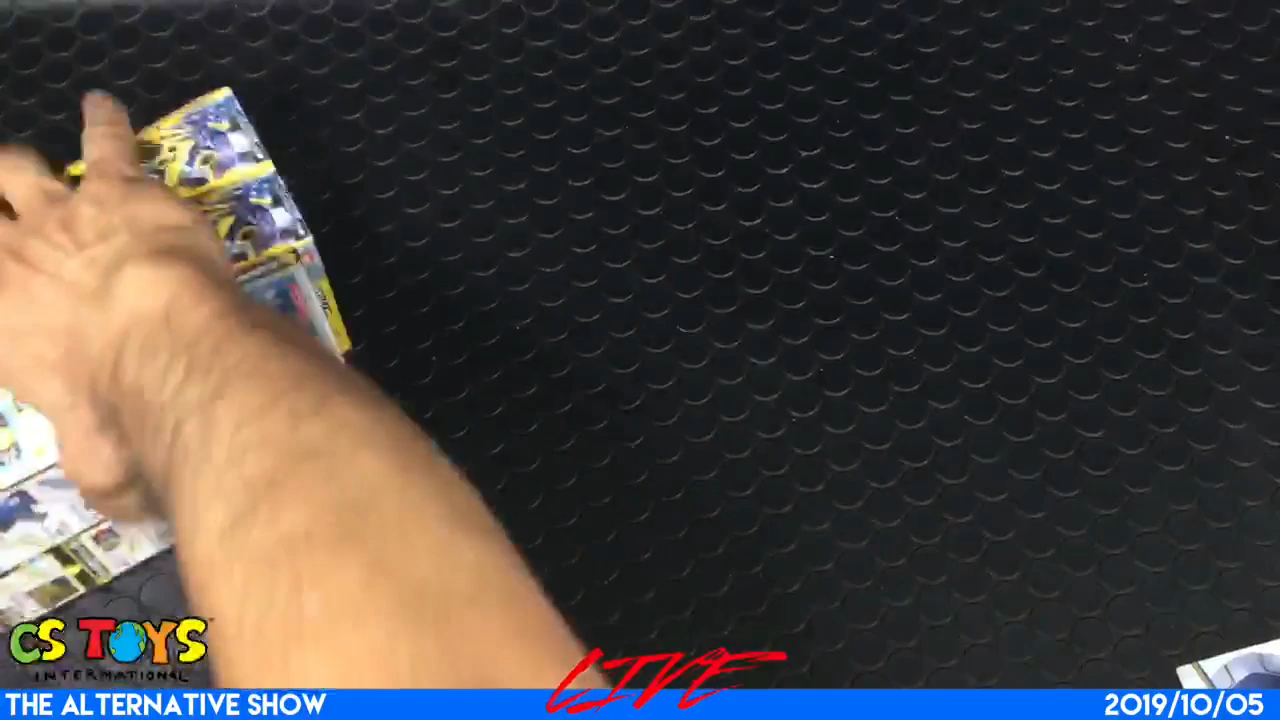 CS TOYS
INTERNATIONAL
LIVE
THE ALTERNATIVE SHOW
2019/10/05